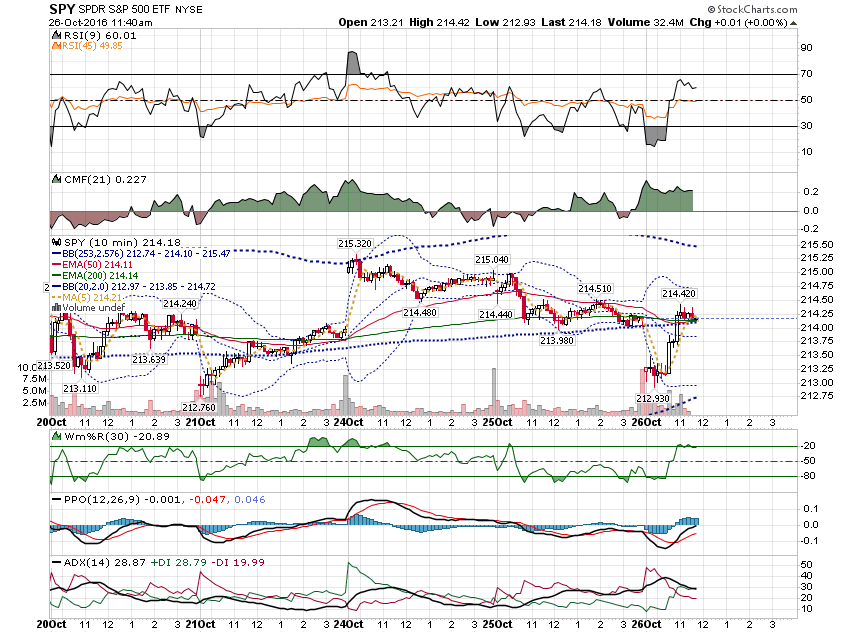 SPY SPDR S&P 500 ETF NYSE
© StockCharts.com
26-Oct-2016 11:40am
Open 213.21 High 214.42 Low 212.93 Last 214.18 Volume 32.4M Chg +0.01 (+0.00%)
RSI(9) 60.01
RSI(45) 49.85
90
70
50
30
10
CMF(21) 0.227
0.2
0.0
-0.2
SPY (10 min) 214.18
BB(253,2.576) 212.74 - 214.10 - 215.47
EMA(50) 214.11
EMA(200) 214.14
BB(20,2.0) 212.97 - 213.85 - 214.72
MA(5) 214.21
Volume undef
215.320
215.040
214.510
214.420
214.240
214.480
214.440
213.980
213.639
213.520
213.110
212.760
212.930
215.50
215.25
215.00
214.75
214.50
214.25
214.00
213.75
213.50
213.25
213.00
212.75
7.5M
5.0M
2.5M
20Oct 11 12 1 2 3 21Oct 11 12 1 2 3 24Oct 11 12 1 2 3 25Oct 11 12 1 2 3 26Oct 11 12 1 2 3
Wm%R(30) -20.89
-20
-50
-80
PPO(12,26,9) -0.001, -0.047, 0.046
0.1
0.0
-0.1
ADX(14) 28.87 +DI 28.79 -DI 19.99
50
40
30
20
10
20Oct 11 12 1 2 3 21Oct 11 12 1 2 3 24Oct 11 12 1 2 3 25Oct 11 12 1 2 3 26Oct 11 12 1 2 3